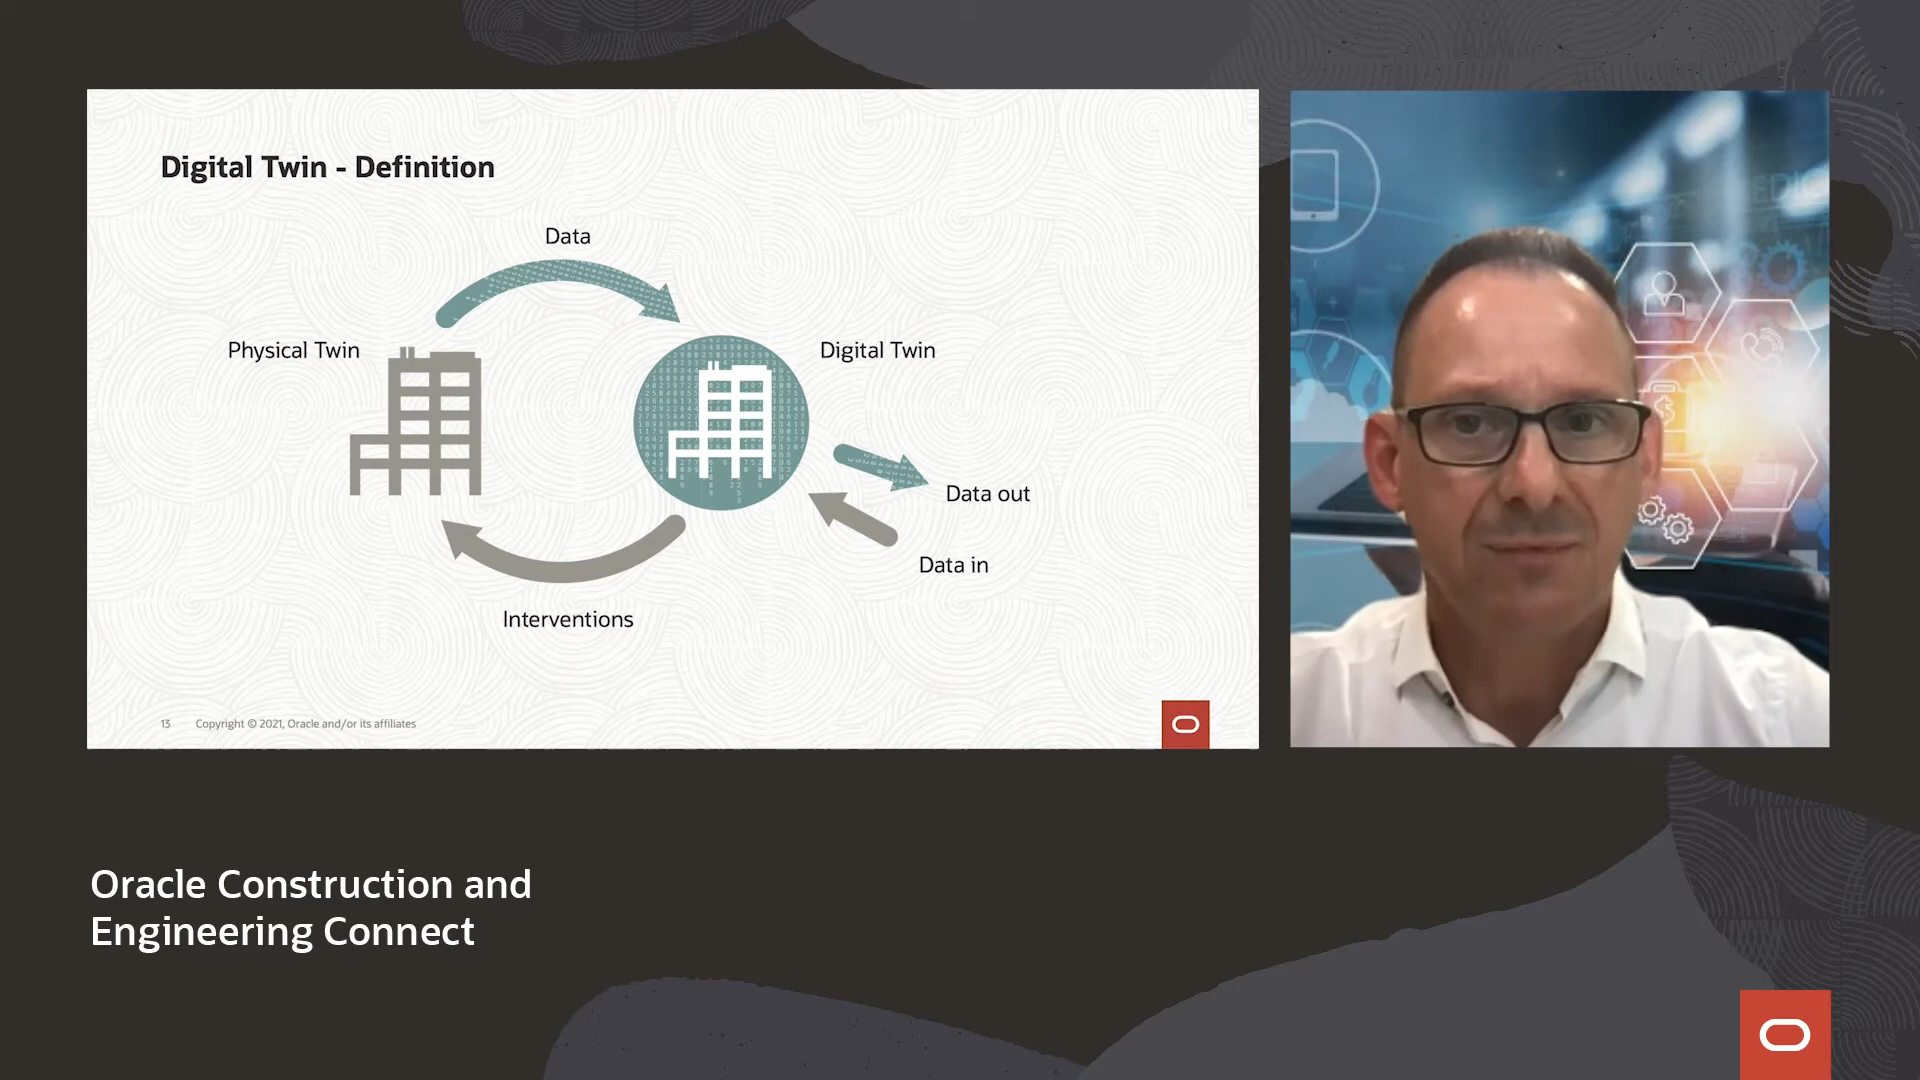 Digital Twin - Definition
Data
Physical Twin
Digital Twin
Data out
Data in
Interventions
13 Copyright © 2021, Oracle and/or its affiliates
Oracle Construction and
Engineering Connect